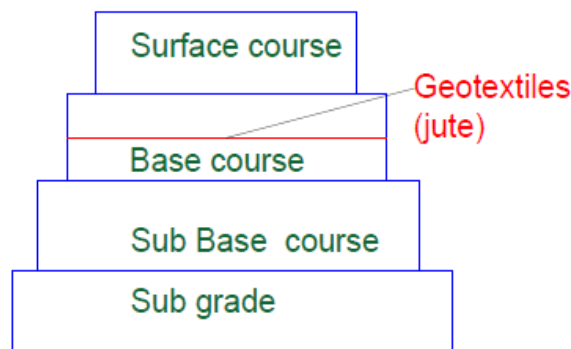 Surface course
Geotextiles
(jute)
Base course
Sub Base course
Sub grade